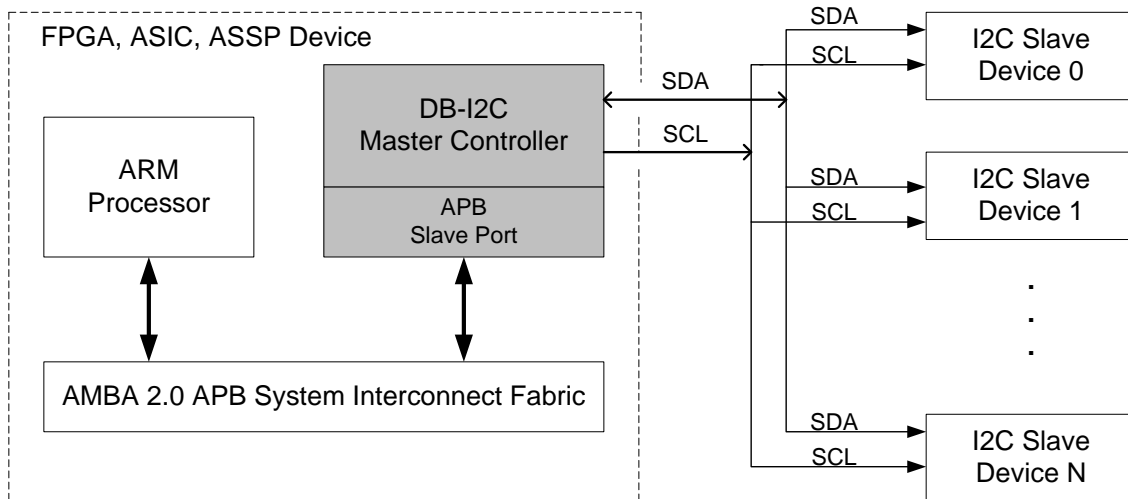 FPGA, ASIC, ASSP Device
DB-I2C
Master Controller
APB
Slave Port
ARM
Processor
AMBA 2.0 APB System Interconnect Fabric
SDA
SCL
SDA
SCL
I2C Slave
Device 0
SDA
SCL
I2C Slave
Device 1
.
.
.
SDA
SCL
I2C Slave
Device N